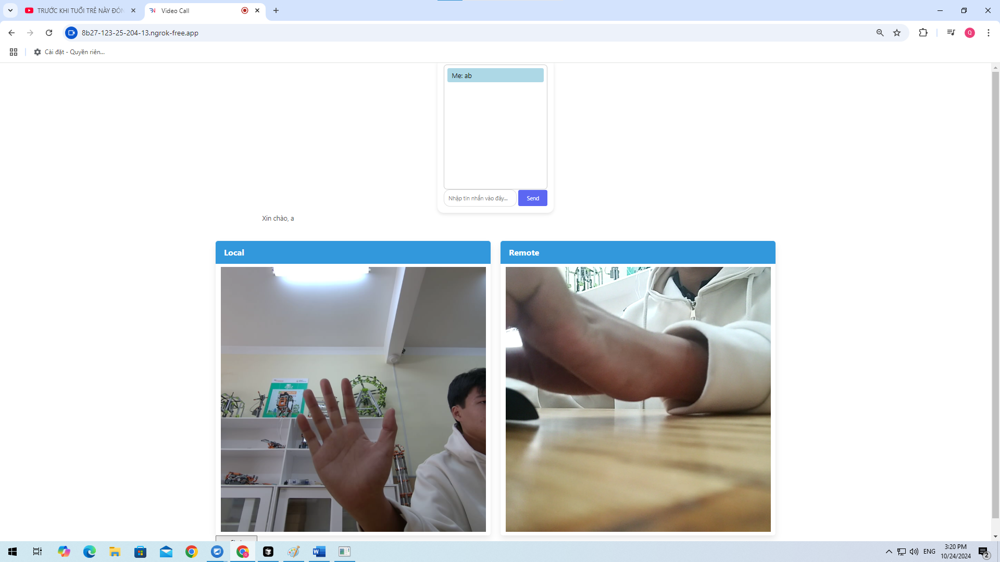 TRƯỚC KHI TUỔI TRẺ NÀY ĐÓN
Video Call
8b27-123-25-204-13.ngrok-free.app
Q
Cài đặt - Quyền riên...
Me: ab
Nhập tin nhắn vào đây...
Send
Xin chào, a
Local
Remote
ENG
3:20 PM
10/24/2024
2